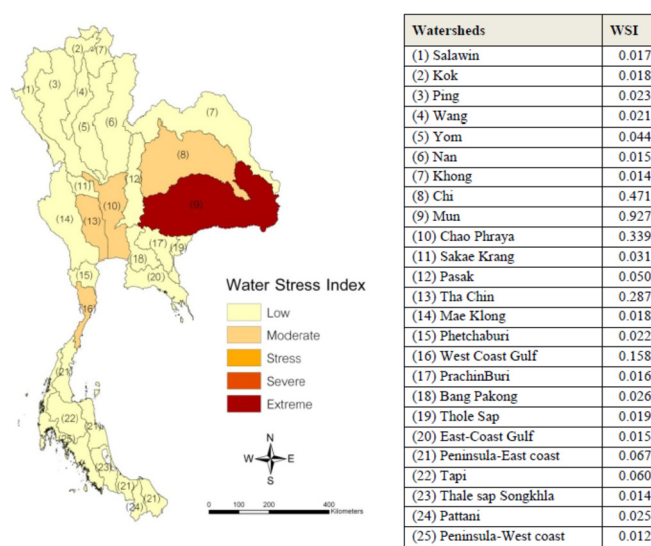 (2)
(7)
(1)
(3)
(4)
(5)
(6)
(7)
(8)
(12)
(11)
(10)
(9)
(13)
(14)
(17)
(19)
(18)
(20)
(15)
(16)
(21)
(22)
(21)
(25)
(23)
(21)
(21)
(24)
Water Stress Index
Low
Moderate
Stress
Severe
Extreme
N
W E
S
0 100 200 400
Kilometers
Watersheds WSI
(1) Salawin 0.017
(2) Kok 0.018
(3) Ping 0.023
(4) Wang 0.021
(5) Yom 0.044
(6) Nan 0.015
(7) Khong 0.014
(8) Chi 0.471
(9) Mun 0.927
(10) Chao Phraya 0.339
(11) Sakae Krang 0.031
(12) Pasak 0.050
(13) Tha Chin 0.287
(14) Mae Klong 0.018
(15) Phetchaburi 0.022
(16) West Coast Gulf 0.158
(17) PrachinBuri 0.016
(18) Bang Pakong 0.026
(19) Thole Sap 0.019
(20) East-Coast Gulf 0.015
(21) Peninsula-East coast 0.067
(22) Tapi 0.060
(23) Thale sap Songkhla 0.014
(24) Pattani 0.025
(25) Peninsula-West coast 0.012